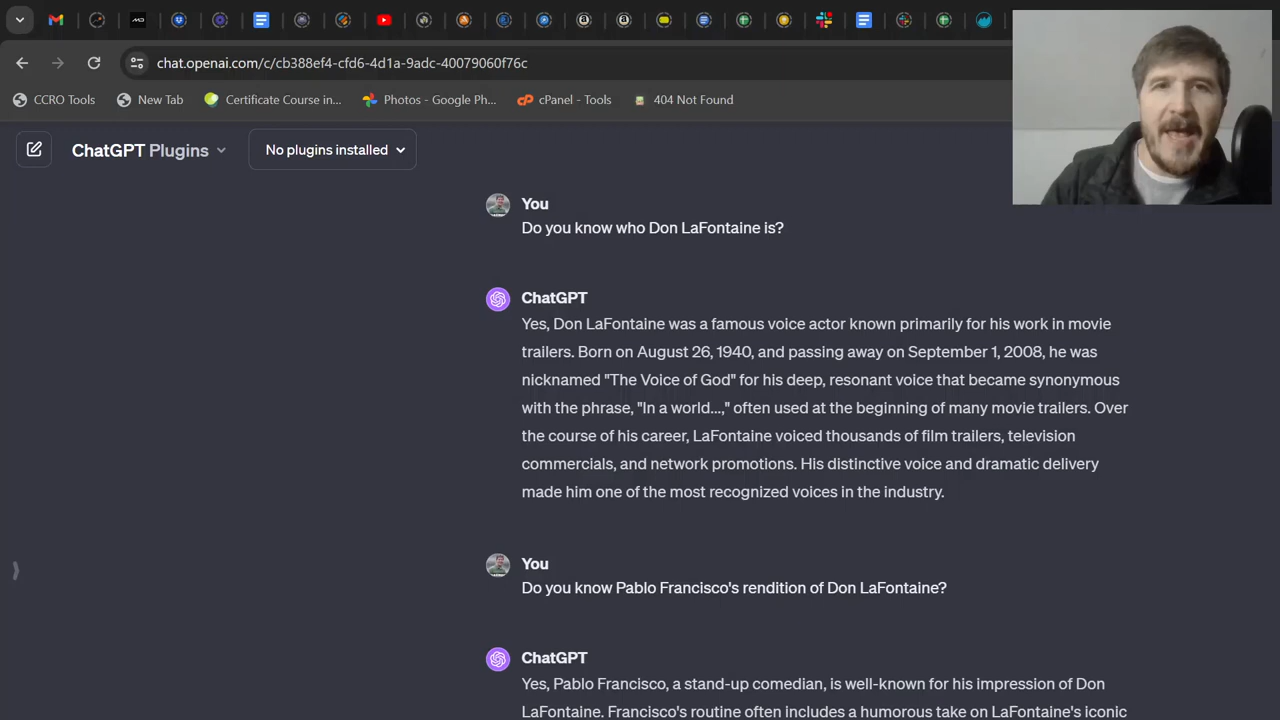 chat.openai.com/c/cb388ef4-cfd6-4d1a-9adc-40079060f76c
CCRO Tools
New Tab
Certificate Course in...
Photos - Google Ph...
cPanel - Tools
404 Not Found
ChatGPT Plugins
No plugins installed
You
Do you know who Don LaFontaine is?
ChatGPT
Yes, Don LaFontaine was a famous voice actor known primarily for his work in movie
trailers. Born on August 26, 1940, and passing away on September 1, 2008, he was
nicknamed "The Voice of God" for his deep, resonant voice that became synonymous
with the phrase, "In a world...," often used at the beginning of many movie trailers. Over
the course of his career, LaFontaine voiced thousands of film trailers, television
commercials, and network promotions. His distinctive voice and dramatic delivery
made him one of the most recognized voices in the industry.
You
Do you know Pablo Francisco's rendition of Don LaFontaine?
ChatGPT
Yes, Pablo Francisco, a stand-up comedian, is well-known for his impression of Don
LaFontaine. Francisco's routine often includes a humorous take on LaFontaine's iconic